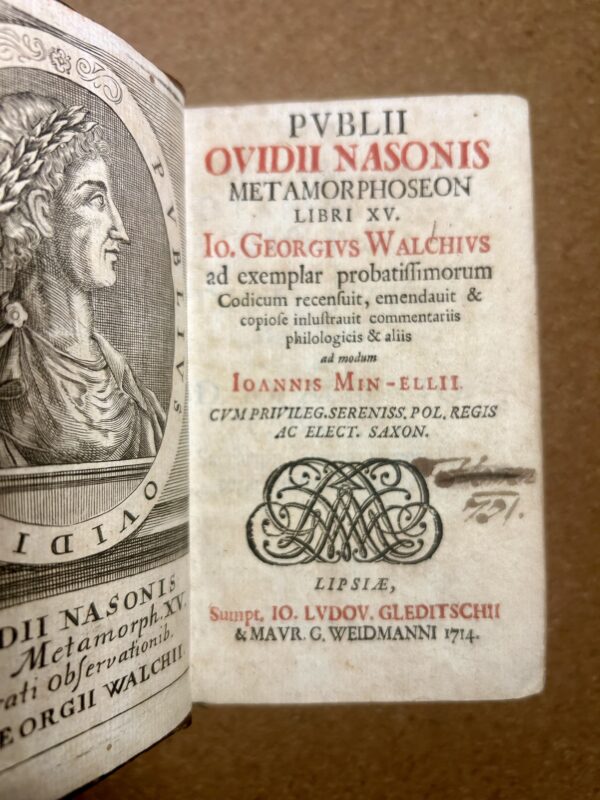 PVBLIVS
OVIDI
DII NASONIS
Metamorph. XV.
rati observationib.
EORGII WALCHII.
PVBLII
OVIDII NASONIS
METAMORPHOSEON
LIBRI XV.
IO. GEORGIVS WALCHIVS
ad exemplar probatiſſimorum
Codicum recenſuit, emendauit &
copioſe inluſtrauit commentariis
philologicis & aliis
ad modum
IOANNIS MIN-ELLII.
CVM PRIVILEG. SERENISS. POL. REGIS
AC ELECT. SAXON.
LIPSIÆ,
Sumpt. IO. LVDOV. GLEDITSCHII
& MAVR. G. WEIDMANNI 1714.